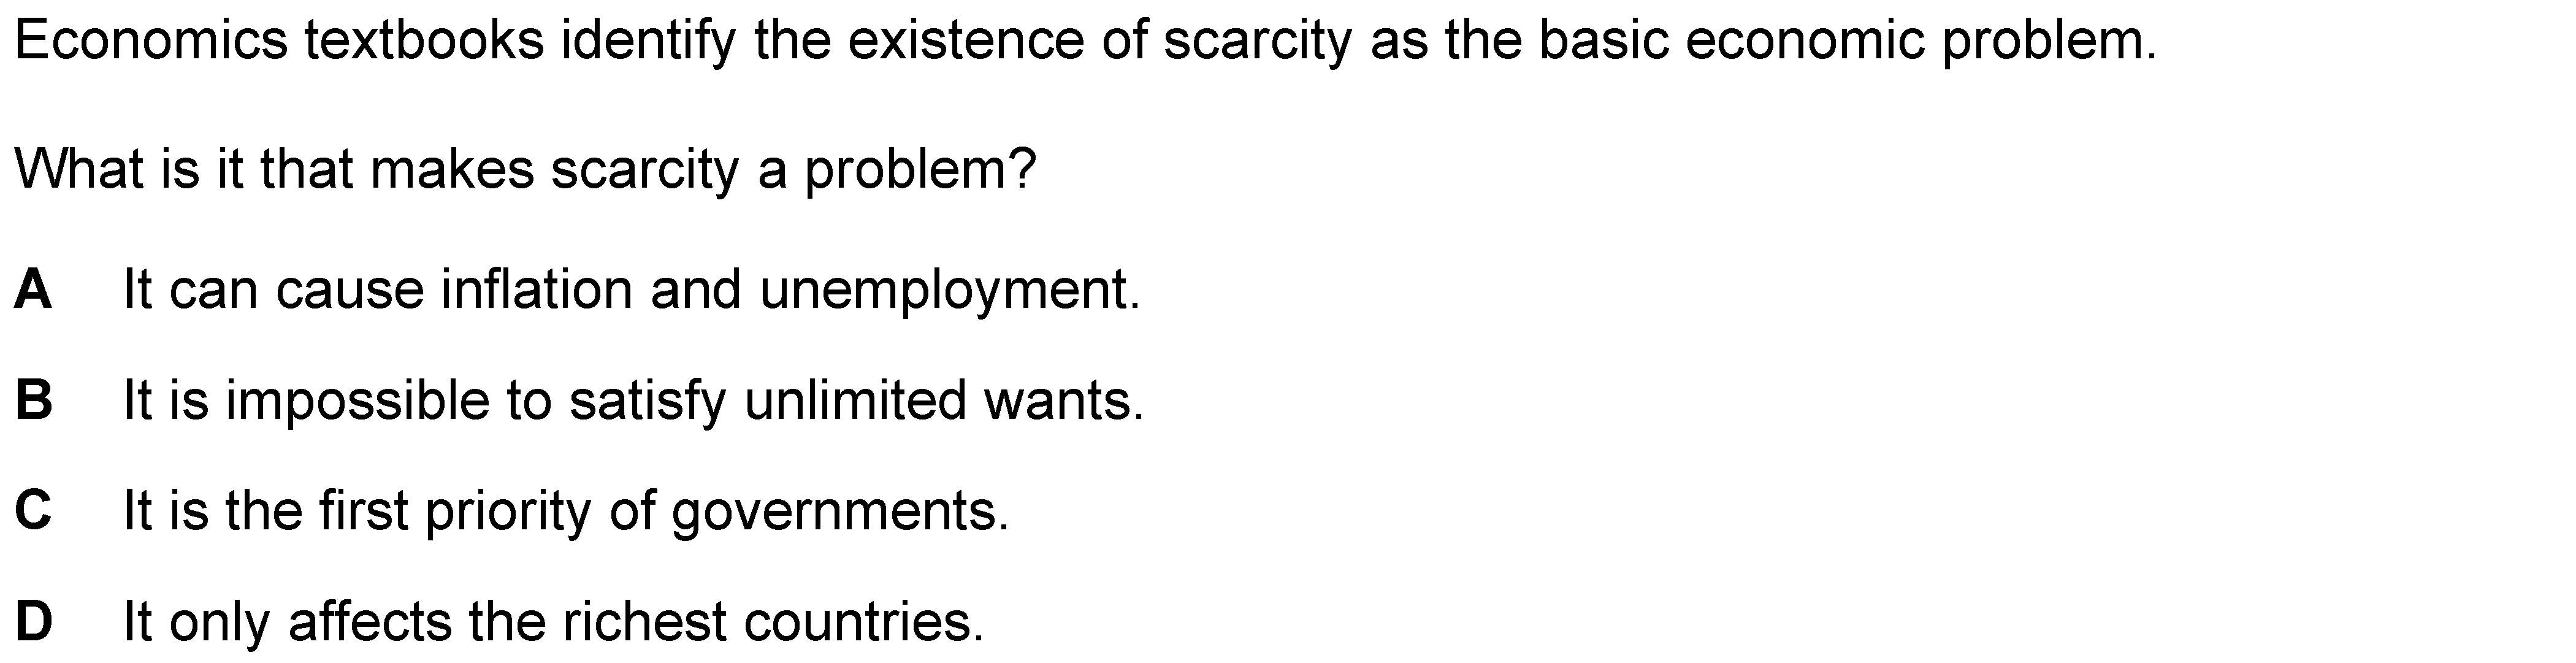 Economics textbooks identify the existence of scarcity as the basic economic problem.
What is it that makes scarcity a problem?
A It can cause inflation and unemployment.
B It is impossible to satisfy unlimited wants.
C It is the first priority of governments.
D It only affects the richest countries.